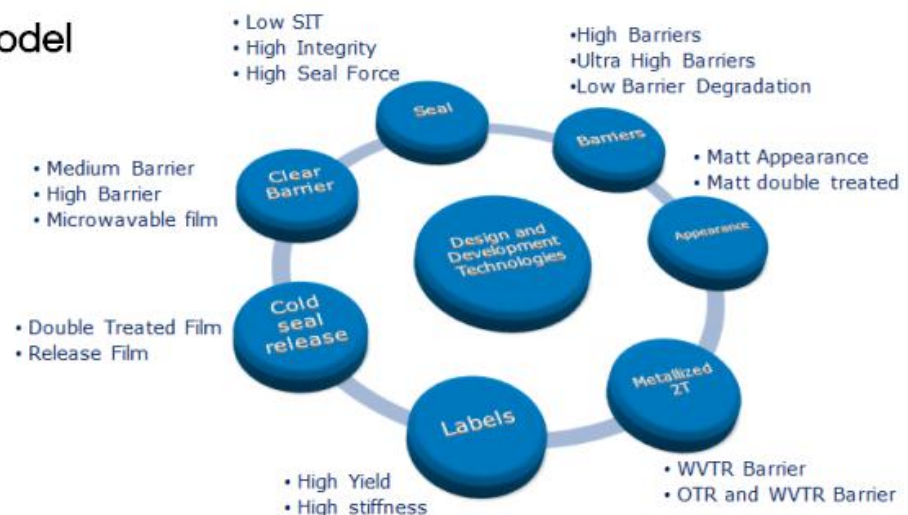 odel
• Low SIT
• High Integrity
• High Seal Force
•High Barriers
•Ultra High Barriers
•Low Barrier Degradation
Seal
Barriers
• Medium Barrier
• High Barrier
• Microwavable film
Clear
Barrier
• Matt Appearance
• Matt double treated
Appearance
Design and
Development
Technologies
• Double Treated Film
• Release Film
Cold
seal
release
Metallized
2T
Labels
• High Yield
• High stiffness
• WVTR Barrier
• OTR and WVTR Barrier